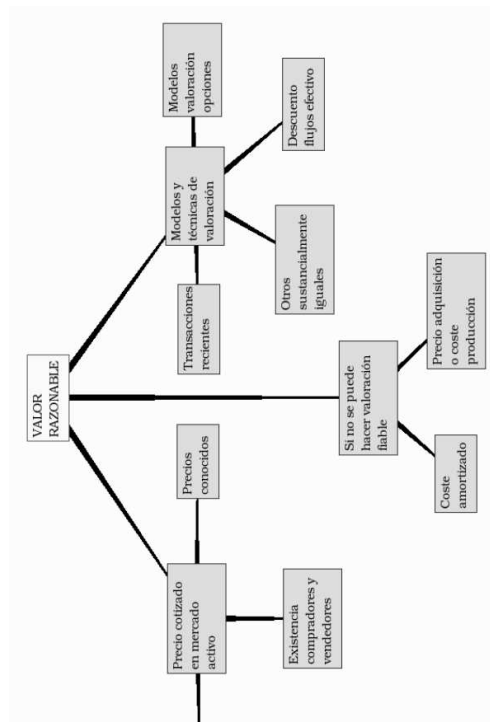 VALOR
RAZONABLE
Precio cotizado
en mercado
activo
Precios
conocidos
Existencia
compradores y
vendedores
Si no se puede
hacer valoración
fiable
Coste
amortizado
Precio adquisición
o coste
producción
Modelos y
técnicas de
valoración
Transacciones
recientes
Otros
sustancialmente
iguales
Descuento
flujos efectivo
Modelos
valoración
opciones